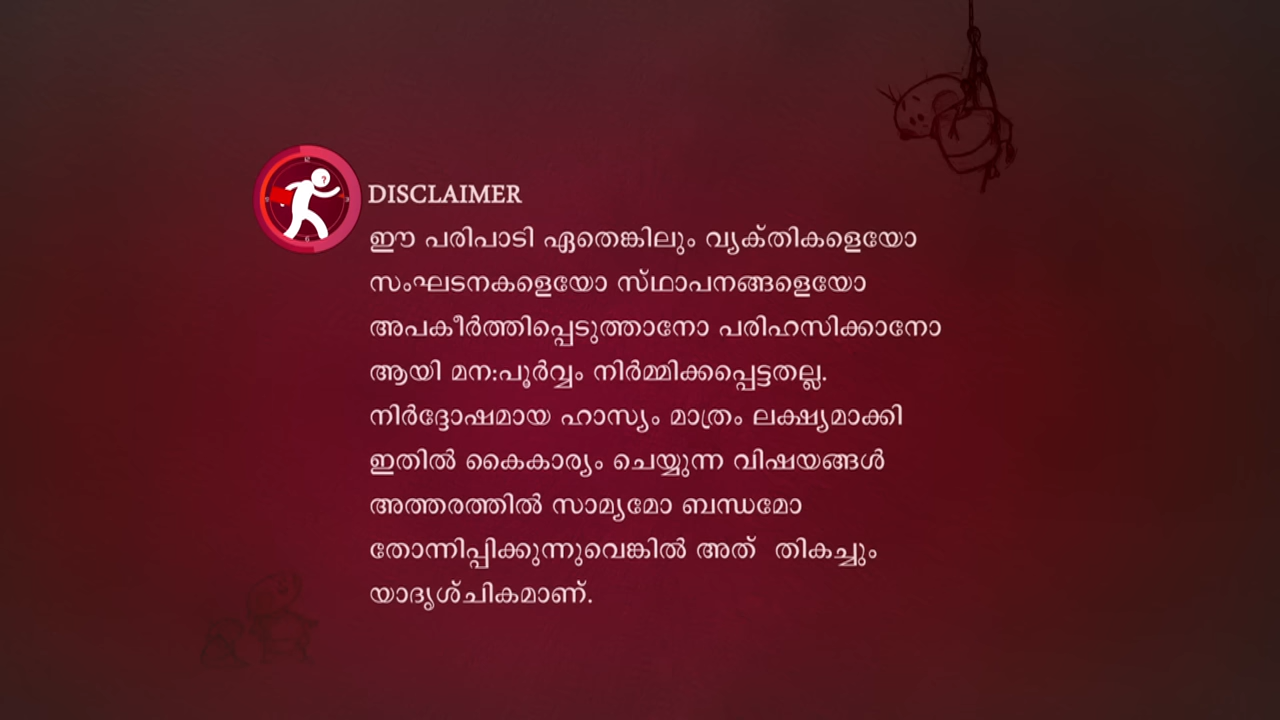 DISCLAIMER
ഈ പരിപാടി ഏതെങ്കിലും വ്യക്തികളെയോ
സംഘടനകളെയോ സ്ഥാപനങ്ങളെയോ
അപകീർത്തിപ്പെടുത്താനോ പരിഹസിക്കാനോ
ആയി മന:പൂർവ്വം നിർമ്മിക്കപ്പെട്ടതല്ല.
നിർദ്ദോഷമായ ഹാസ്യം മാത്രം ലക്ഷ്യമാക്കി
ഇതിൽ കൈകാര്യം ചെയ്യുന്ന വിഷയങ്ങൾ
അത്തരത്തിൽ സാമ്യമോ ബന്ധമോ
തോന്നിപ്പിക്കുന്നുവെങ്കിൽ അത്  തികച്ചും
യാദൃശ്ചികമാണ്.